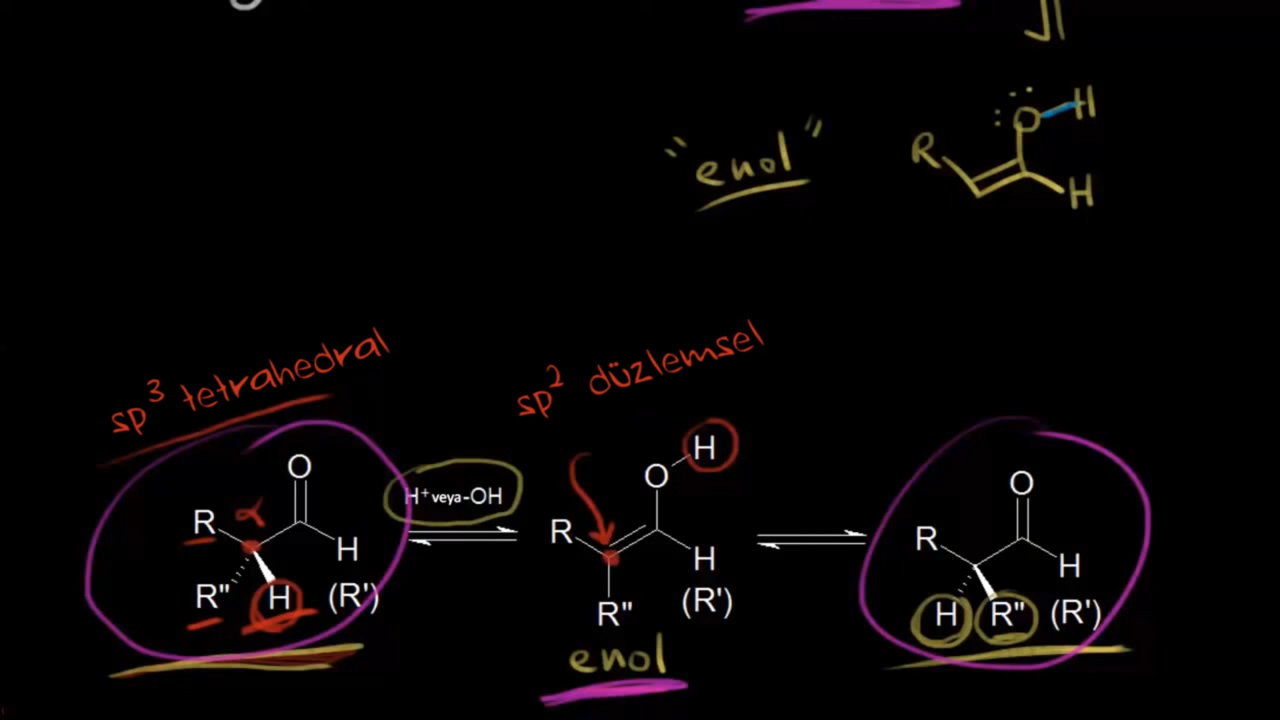 "enol"
R
:Ö
H
H
sp³ tetrahedral
sp² düzlemsel
O
R
α
H
R"
H
(R')
H⁺ veya -OH
H
O
R
H
R"
(R')
enol
O
R
H
H
R"
(R')